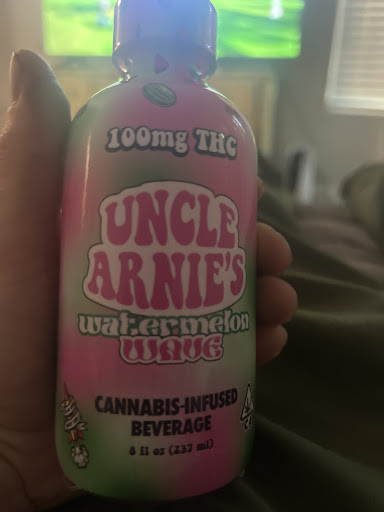 100mg THC
UNCLE
ARNIE'S
watermelon
WAVE
CANNABIS-INFUSED
BEVERAGE
8 fl oz (237 ml)